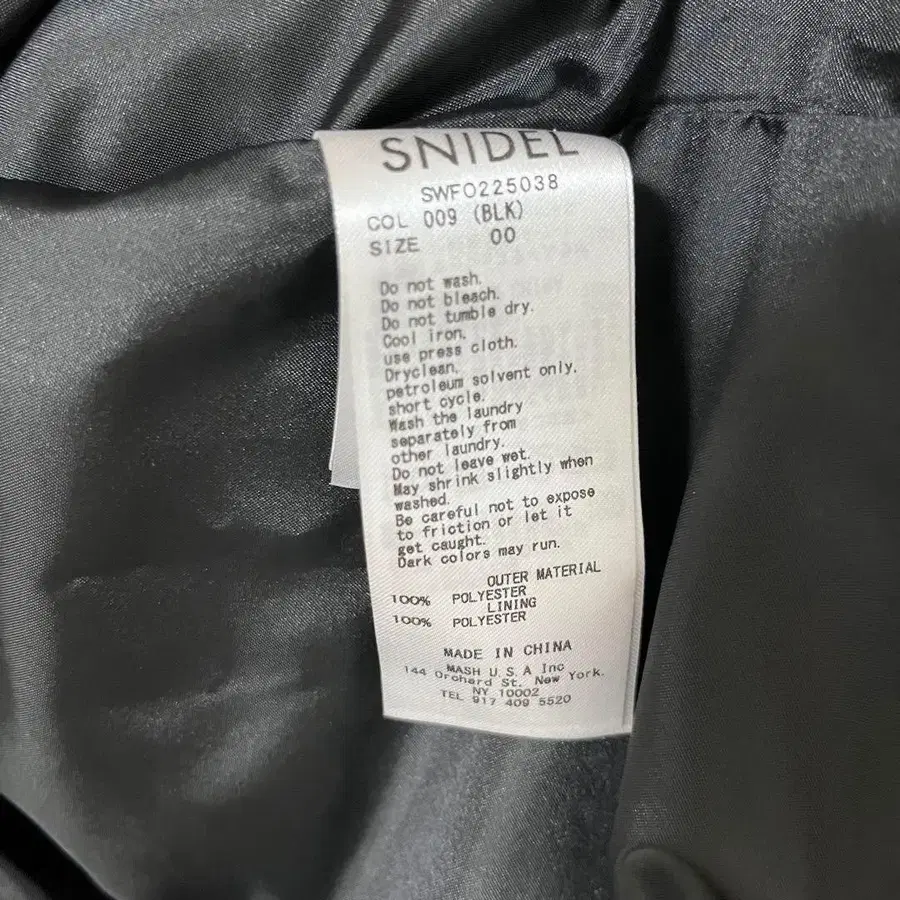 SNIDEL
SWFO225038
COL 009 (BLK)
SIZE 00
Do not wash.
Do not bleach.
Do not tumble dry.
Cool iron.
use press cloth.
Dryclean.
petroleum solvent only.
short cycle.
Wash the laundry
separately from
other laundry.
Do not leave wet.
May shrink slightly when
washed.
Be careful not to expose
to friction or let it
get caught.
Dark colors may run.
OUTER MATERIAL
100% POLYESTER
LINING
100% POLYESTER
MADE IN CHINA
MASH U.S.A Inc
144 Orchard St. New York.
NY 10002
TEL 917 409 5520